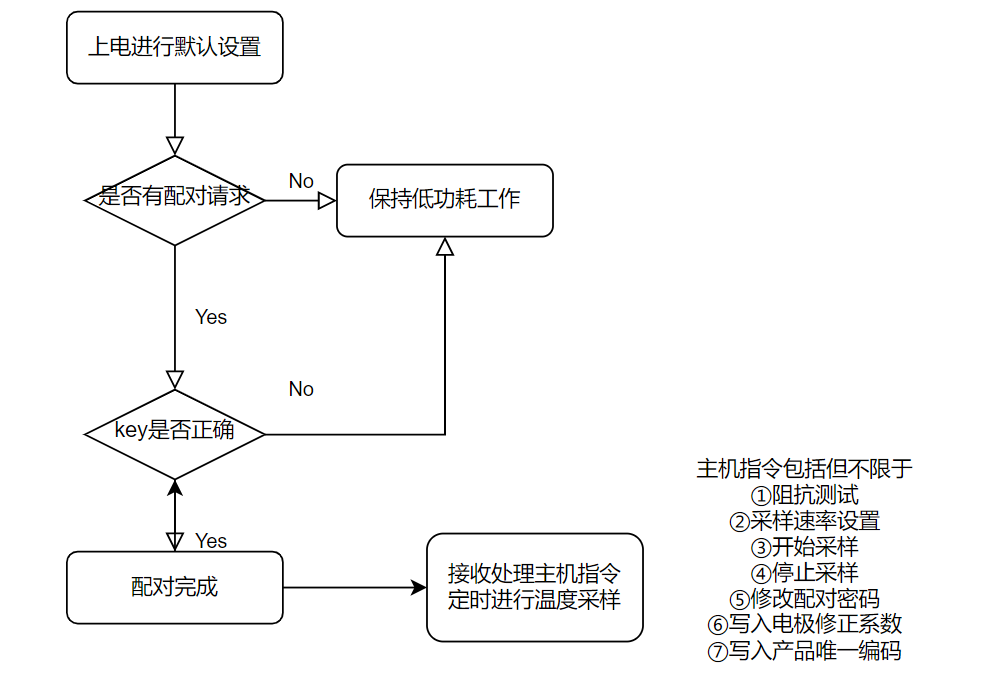 上电进行默认设置
是否有配对请求
No
保持低功耗工作
Yes
No
key是否正确
Yes
配对完成
接收处理主机指令
定时进行温度采样
主机指令包括但不限于
①阻抗测试
②采样速率设置
③开始采样
④停止采样
⑤修改配对密码
⑥写入电极修正系数
⑦写入产品唯一编码